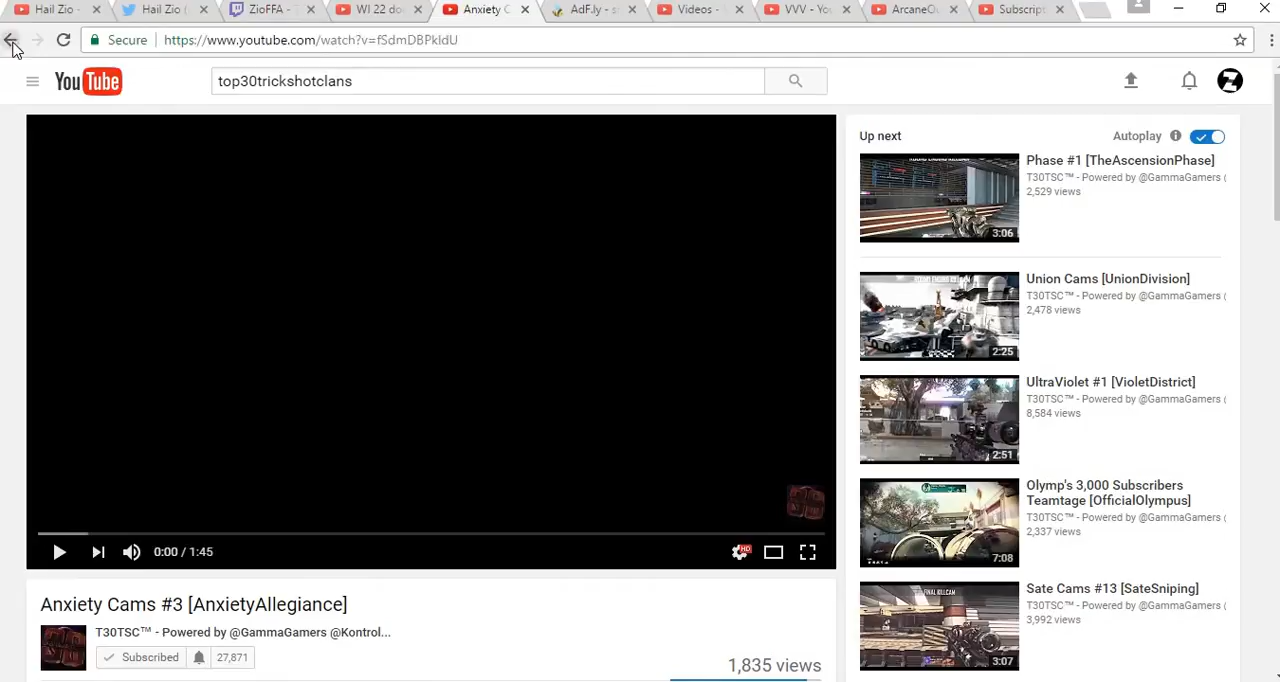 Hail Zio
Hail Zio
ZioFFA -
WI 22 do
Anxiety C
AdF.ly - s
Videos -
VVV - Yo
ArcaneO
Subscrip
Secure
https://www.youtube.com/watch?v=fSdmDBPkIdU
YouTube
top30trickshotclans
Up next
Autoplay
Phase #1 [TheAscensionPhase]
T30TSC™ - Powered by @GammaGamers
2,529 views
3:06
Union Cams [UnionDivision]
T30TSC™ - Powered by @GammaGamers
2,478 views
2:25
UltraViolet #1 [VioletDistrict]
T30TSC™ - Powered by @GammaGamers
8,584 views
2:51
Olymp's 3,000 Subscribers
Teamtage [OfficialOlympus]
T30TSC™ - Powered by @GammaGamers
2,337 views
7:08
Sate Cams #13 [SateSniping]
T30TSC™ - Powered by @GammaGamers
3,992 views
FINAL KILLCAM
3:07
0:00 / 1:45
HD
Anxiety Cams #3 [AnxietyAllegiance]
T30TSC™ - Powered by @GammaGamers @Kontrol...
Subscribed
27,871
1,835 views